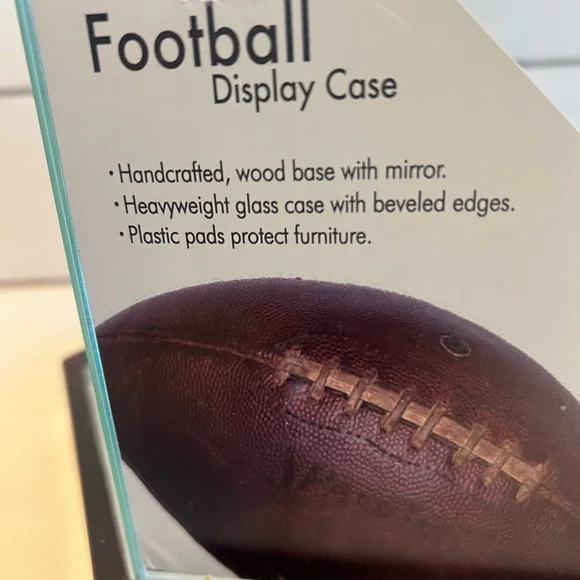 Football
Display Case
• Handcrafted, wood base with mirror.
• Heavyweight glass case with beveled edges.
• Plastic pads protect furniture.